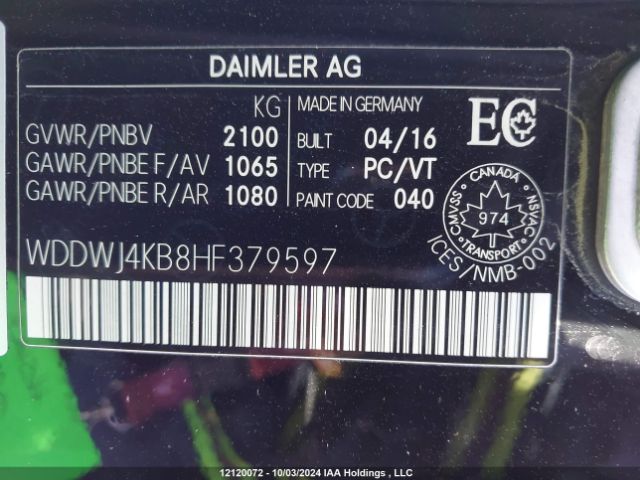 DAIMLER AG
KG
GVWR/PNBV 2100
GAWR/PNBE F/AV 1065
GAWR/PNBE R/AR 1080
MADE IN GERMANY
BUILT 04/16
TYPE PC/VT
PAINT CODE 040
EC
CANADA
CMVSS 974 NSVAC
TRANSPORT
ICES/NMB-002
WDDWJ4KB8HF379597
12120072 - 10/03/2024 IAA Holdings , LLC